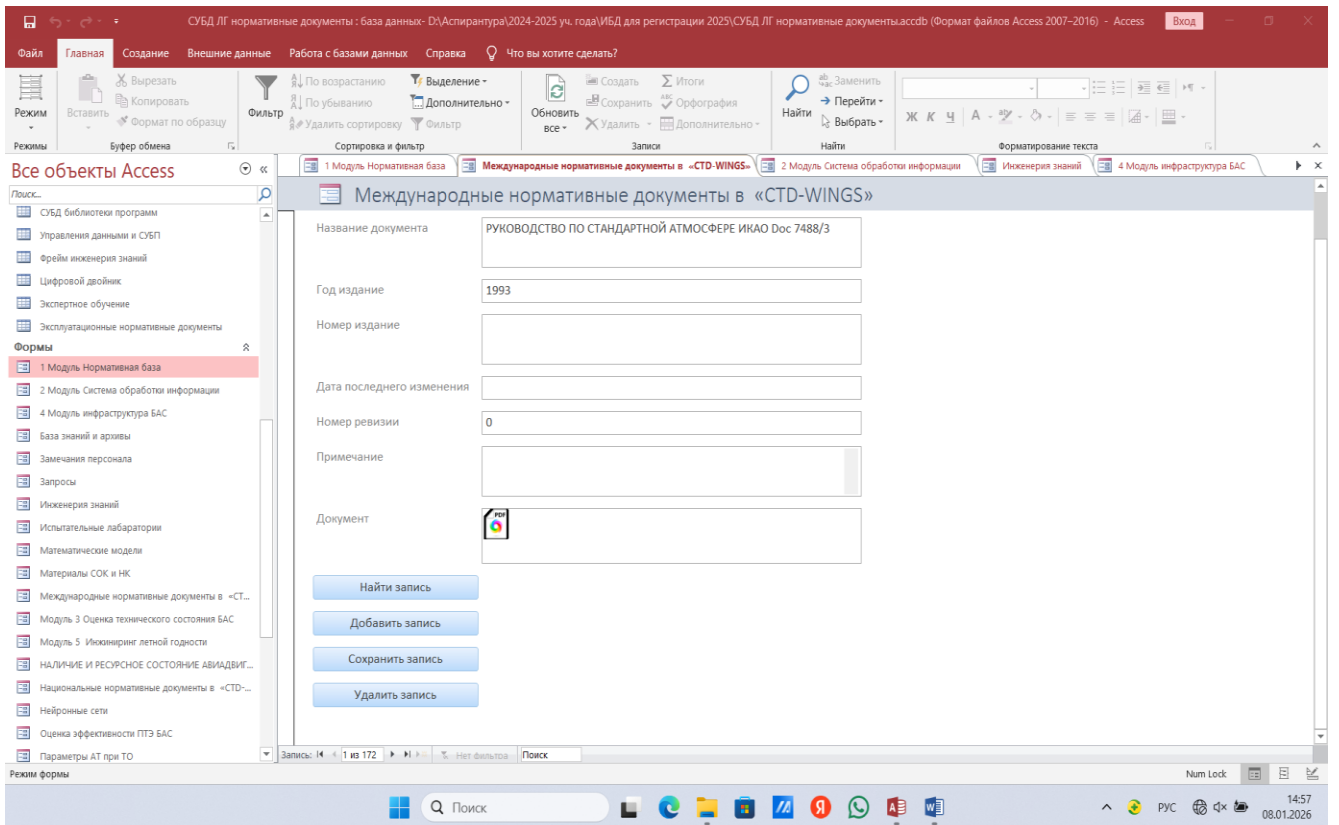 СУБД ЛГ нормативные документы : база данных- D:\Аспирантура\2024-2025 уч. года\ИБД для регистрации 2025\СУБД ЛГ нормативные документы.accdb (Формат файлов Access 2007–2016) - Access
Вход
Файл Главная Создание Внешние данные Работа с базами данных Справка Что вы хотите сделать?
Режим
Режимы
Вставить
Вырезать
Копировать
Формат по образцу
Буфер обмена
Фильтр
По возрастанию
По убыванию
Удалить сортировку
Выделение
Дополнительно
Фильтр
Сортировка и фильтр
Обновить все
Создать
Сохранить
Удалить
Итоги
Орфография
Дополнительно
Записи
Найти
Заменить
Перейти
Выбрать
Найти
Ж К Ч А
Форматирование текста
Все объекты Access
Поиск...
СУБД библиотеки программ
Управления данными и СУБП
Фрейм инженерия знаний
Цифровой двойник
Экспертное обучение
Эксплуатационные нормативные документы
Формы
1 Модуль Нормативная база
2 Модуль Система обработки информации
4 Модуль инфраструктура БАС
База знаний и архивы
Замечания персонала
Запросы
Инженерия знаний
Испытательные лабаратории
Математические модели
Материалы СОК и НК
Международные нормативные документы в «СТ...
Модуль 3 Оценка технического состояния БАС
Модуль 5 Инжиниринг летной годности
НАЛИЧИЕ И РЕСУРСНОЕ СОСТОЯНИЕ АВИАДВИГ...
Национальные нормативные документы в «CTD-...
Нейронные сети
Оценка эффективности ПТЭ БАС
Параметры АТ при ТО
1 Модуль Нормативная база Международные нормативные документы в «CTD-WINGS» 2 Модуль Система обработки информации Инженерия знаний 4 Модуль инфраструктура БАС
Международные нормативные документы в «CTD-WINGS»
Название документа РУКОВОДСТВО ПО СТАНДАРТНОЙ АТМОСФЕРЕ ИКАО Doc 7488/3
Год издание 1993
Номер издание
Дата последнего изменения
Номер ревизии 0
Примечание
Документ PDF
Найти запись
Добавить запись
Сохранить запись
Удалить запись
Запись: 1 из 172 Нет фильтра Поиск
Режим формы Num Lock
Поиск
РУС
14:57
08.01.2026